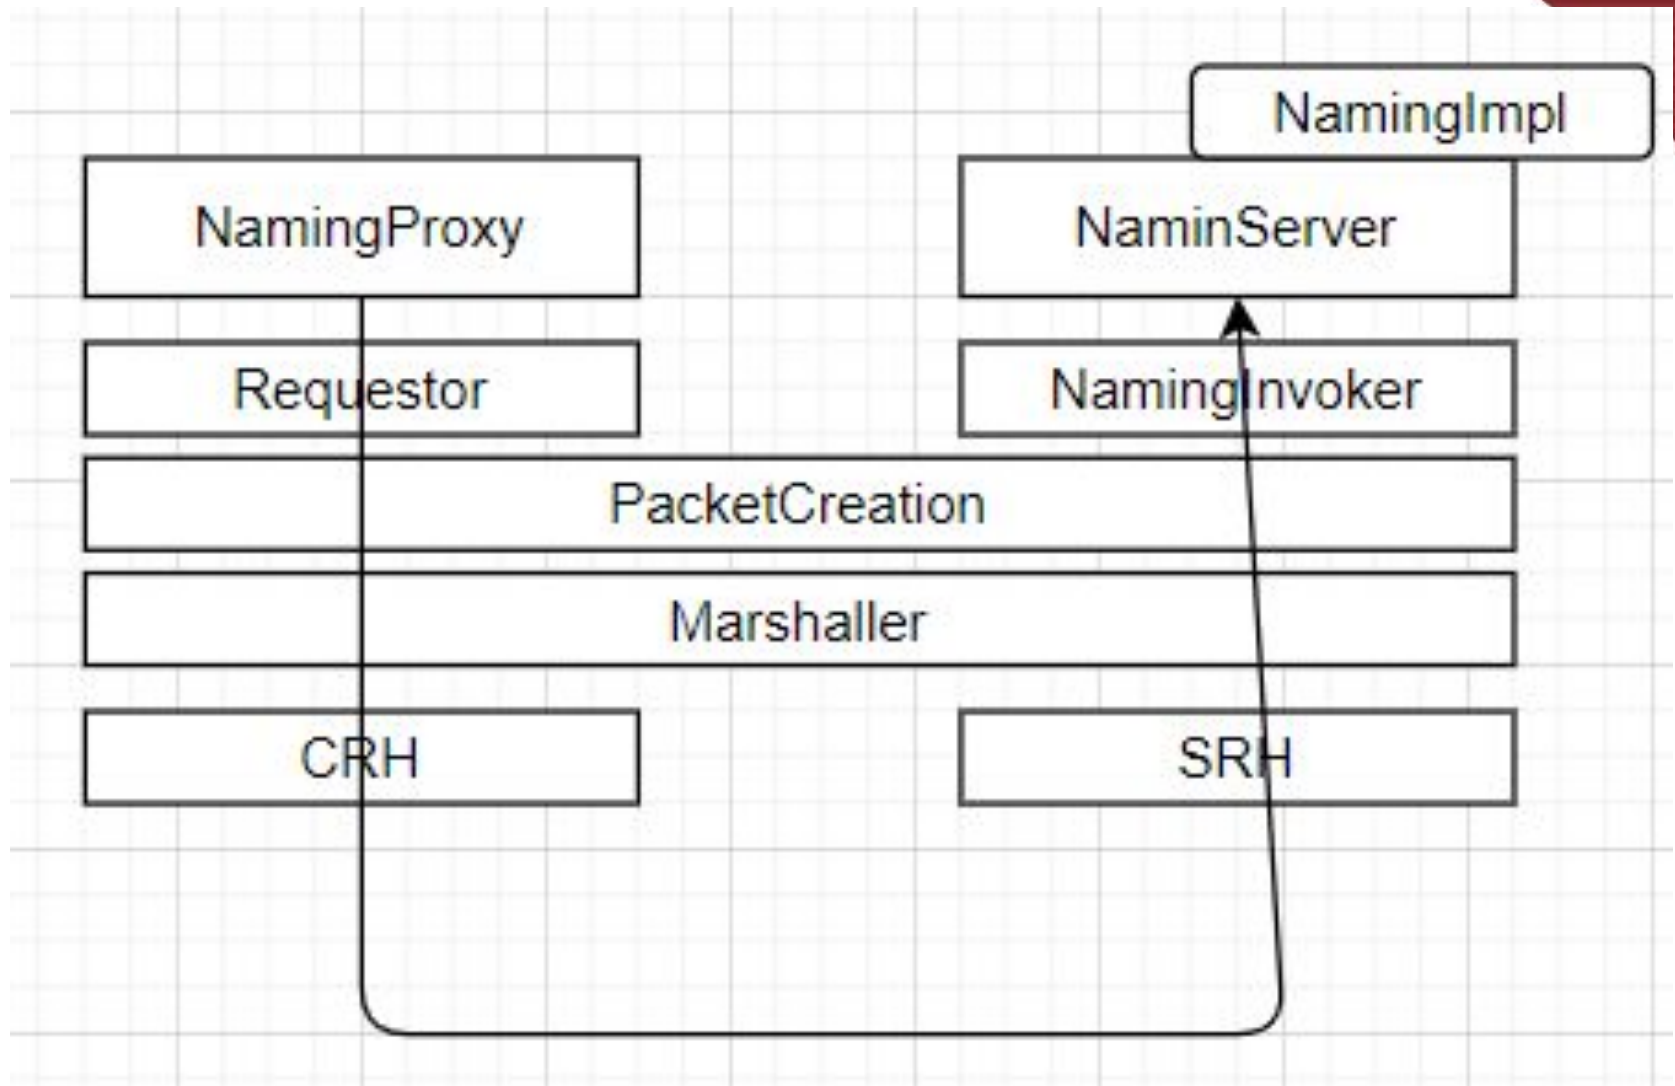 NamingImpl
NamingProxy
NaminServer
Requestor
NamingInvoker
PacketCreation
Marshaller
CRH
SRH